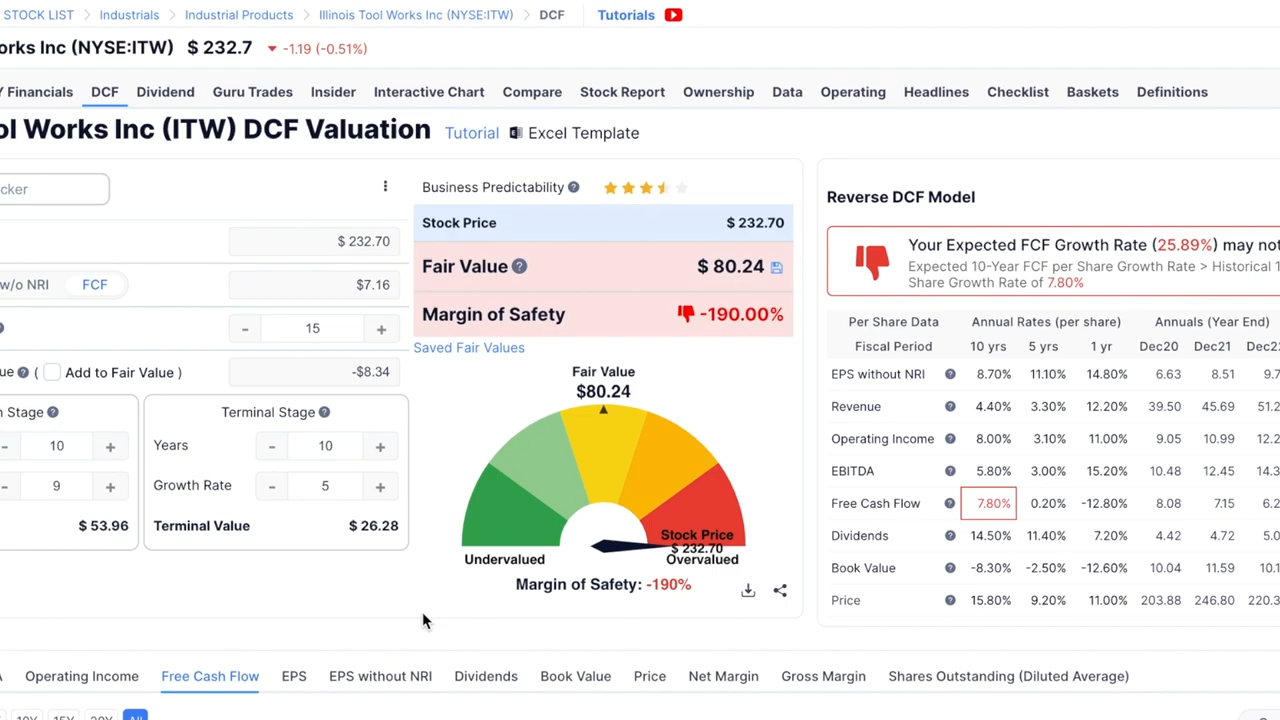 STOCK LIST > Industrials > Industrial Products > Illinois Tool Works Inc (NYSE:ITW) > DCF Tutorials
orks Inc (NYSE:ITW) $ 232.7 -1.19 (-0.51%)
Y Financials DCF Dividend Guru Trades Insider Interactive Chart Compare Stock Report Ownership Data Operating Headlines Checklist Baskets Definitions
ol Works Inc (ITW) DCF Valuation Tutorial Excel Template
cker
$ 232.70
w/o NRI FCF $7.16
- 15 +
ue ( Add to Fair Value ) -$8.34
h Stage
- 10 +
- 9 +
$ 53.96
Terminal Stage
Years - 10 +
Growth Rate - 5 +
Terminal Value $ 26.28
Business Predictability
Stock Price $ 232.70
Fair Value $ 80.24
Margin of Safety -190.00%
Saved Fair Values
Fair Value
$80.24
Stock Price
$ 232.70
Undervalued Overvalued
Margin of Safety: -190%
Reverse DCF Model
Your Expected FCF Growth Rate (25.89%) may not
Expected 10-Year FCF per Share Growth Rate > Historical 1
Share Growth Rate of 7.80%
Per Share Data Annual Rates (per share) Annuals (Year End)
Fiscal Period 10 yrs 5 yrs 1 yr Dec20 Dec21 Dec22
EPS without NRI 8.70% 11.10% 14.80% 6.63 8.51 9.7
Revenue 4.40% 3.30% 12.20% 39.50 45.69 51.2
Operating Income 8.00% 3.10% 11.00% 9.05 10.99 12.2
EBITDA 5.80% 3.00% 15.20% 10.48 12.45 14.3
Free Cash Flow 7.80% 0.20% -12.80% 8.08 7.15 6.2
Dividends 14.50% 11.40% 7.20% 4.42 4.72 5.0
Book Value -8.30% -2.50% -12.60% 10.04 11.59 10.1
Price 15.80% 9.20% 11.00% 203.88 246.80 220.3
A Operating Income Free Cash Flow EPS EPS without NRI Dividends Book Value Price Net Margin Gross Margin Shares Outstanding (Diluted Average)
10Y 15Y 20Y All